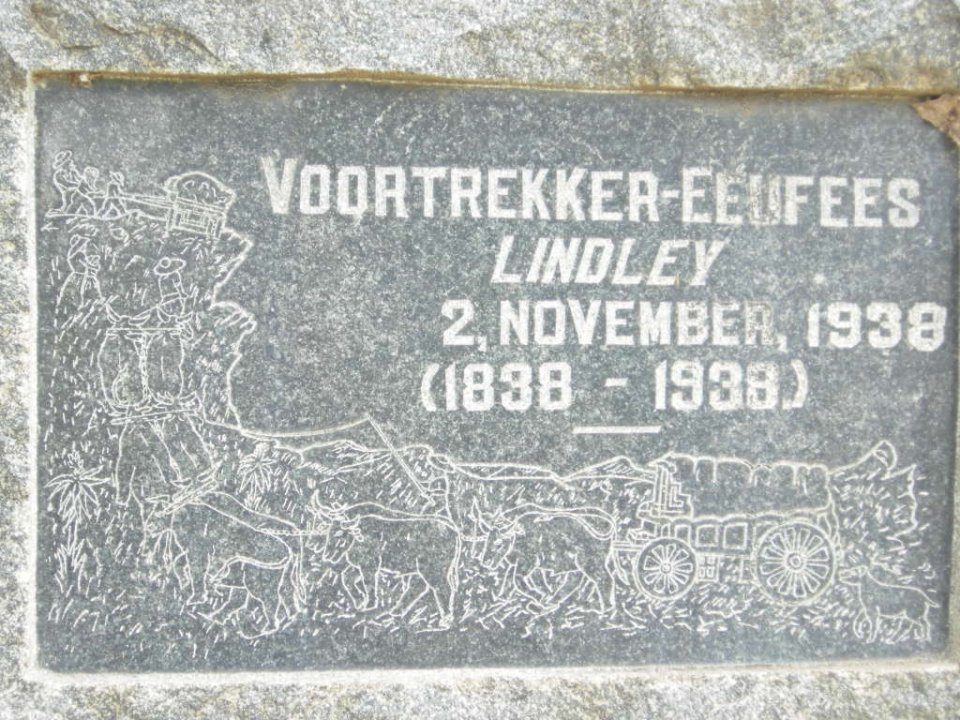 VOORTREKKER-EEUFEES
LINDLEY
2, NOVEMBER, 1938
(1838 - 1938)